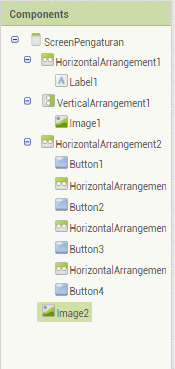 Components
ScreenPengaturan
HorizontalArrangement1
Label1
VerticalArrangement1
Image1
HorizontalArrangement2
Button1
HorizontalArrangemen
Button2
HorizontalArrangemen
Button3
HorizontalArrangemen
Button4
Image2